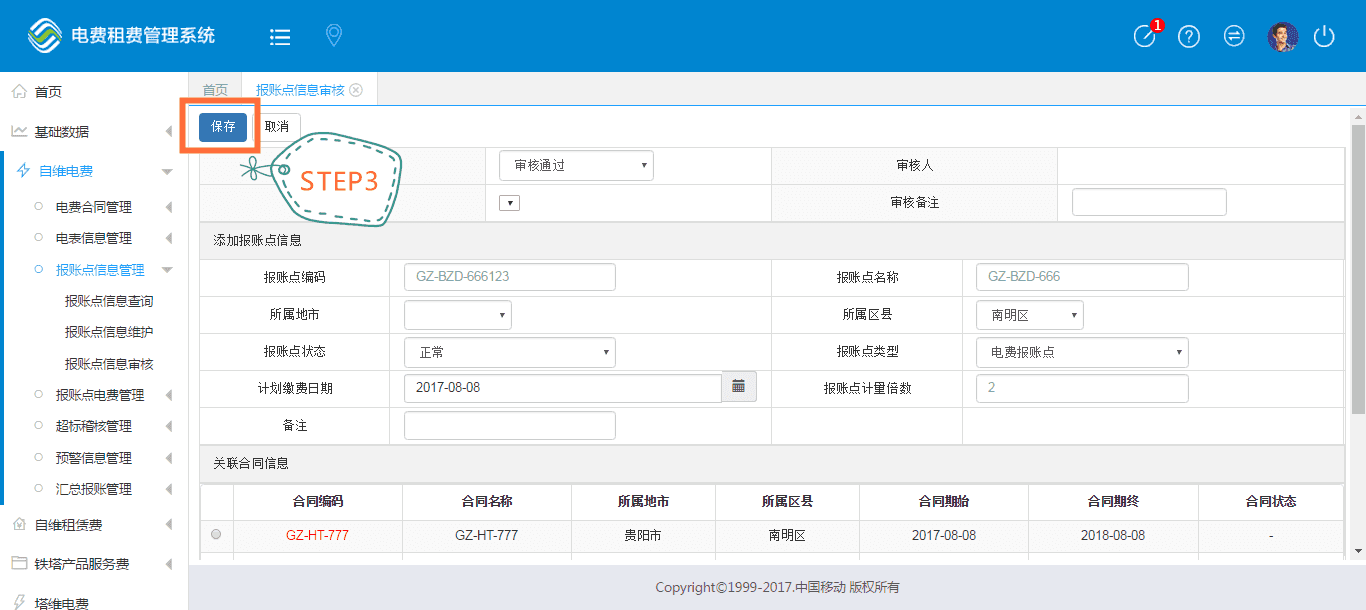 电费租费管理系统
1
首页
基础数据
自维电费
电费合同管理
电表信息管理
报账点信息管理
报账点信息查询
报账点信息维护
报账点信息审核
报账点电费管理
超标稽核管理
预警信息管理
汇总报账管理
自维租赁费
铁塔产品服务费
塔维电费
首页 报账点信息审核
保存 取消
STEP3
审核通过 审核人
审核备注
添加报账点信息
报账点编码 GZ-BZD-666123 报账点名称 GZ-BZD-666
所属地市 所属区县 南明区
报账点状态 正常 报账点类型 电费报账点
计划缴费日期 2017-08-08 报账点计量倍数 2
备注
关联合同信息
合同编码 合同名称 所属地市 所属区县 合同期始 合同期终 合同状态
GZ-HT-777 GZ-HT-777 贵阳市 南明区 2017-08-08 2018-08-08 -
Copyright©1999-2017.中国移动 版权所有